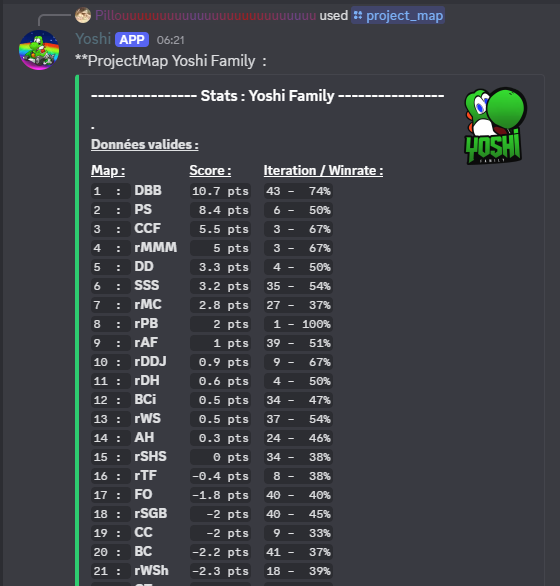 Pillouuuuuuuuuuuuuuuuuuuuuuuuuuuu used project_map
Yoshi APP 06:21
**ProjectMap Yoshi Family :
---------------- Stats : Yoshi Family ----------------
.
Données valides :
Map : Score : Iteration / Winrate :
1 : DBB 10.7 pts 43 - 74%
2 : PS 8.4 pts 6 - 50%
3 : CCF 5.5 pts 3 - 67%
4 : rMMM 5 pts 3 - 67%
5 : DD 3.3 pts 4 - 50%
6 : SSS 3.2 pts 35 - 54%
7 : rMC 2.8 pts 27 - 37%
8 : rPB 2 pts 1 - 100%
9 : rAF 1 pts 39 - 51%
10 : rDDJ 0.9 pts 9 - 67%
11 : rDH 0.6 pts 4 - 50%
12 : BCi 0.5 pts 34 - 47%
13 : rWS 0.5 pts 37 - 54%
14 : AH 0.3 pts 24 - 46%
15 : rSHS 0 pts 34 - 38%
16 : rTF -0.4 pts 8 - 38%
17 : FO -1.8 pts 40 - 40%
18 : rSGB -2 pts 40 - 45%
19 : CC -2 pts 9 - 33%
20 : BC -2.2 pts 41 - 37%
21 : rWSh -2.3 pts 18 - 39%
YOSHI
FAMILY